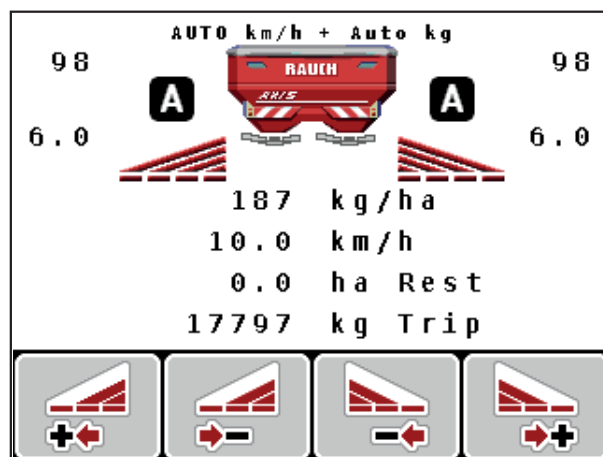 AUTO km/h + Auto kg
98 98
RAUCH
A A
AXIS
6.0 6.0
187 kg/ha
10.0 km/h
0.0 ha Rest
17797 kg Trip